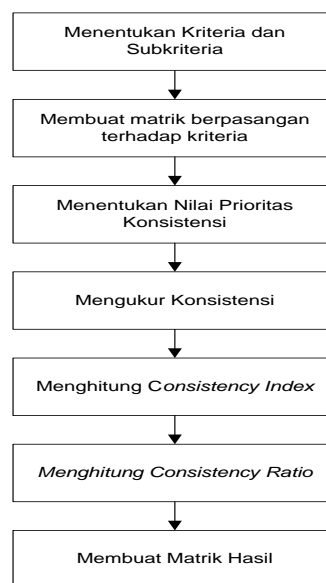 Menentukan Kriteria dan
Subkriteria
Membuat matrik berpasangan
terhadap kriteria
Menentukan Nilai Prioritas
Konsistensi
Mengukur Konsistensi
Menghitung Consistency Index
Menghitung Consistency Ratio
Membuat Matrik Hasil